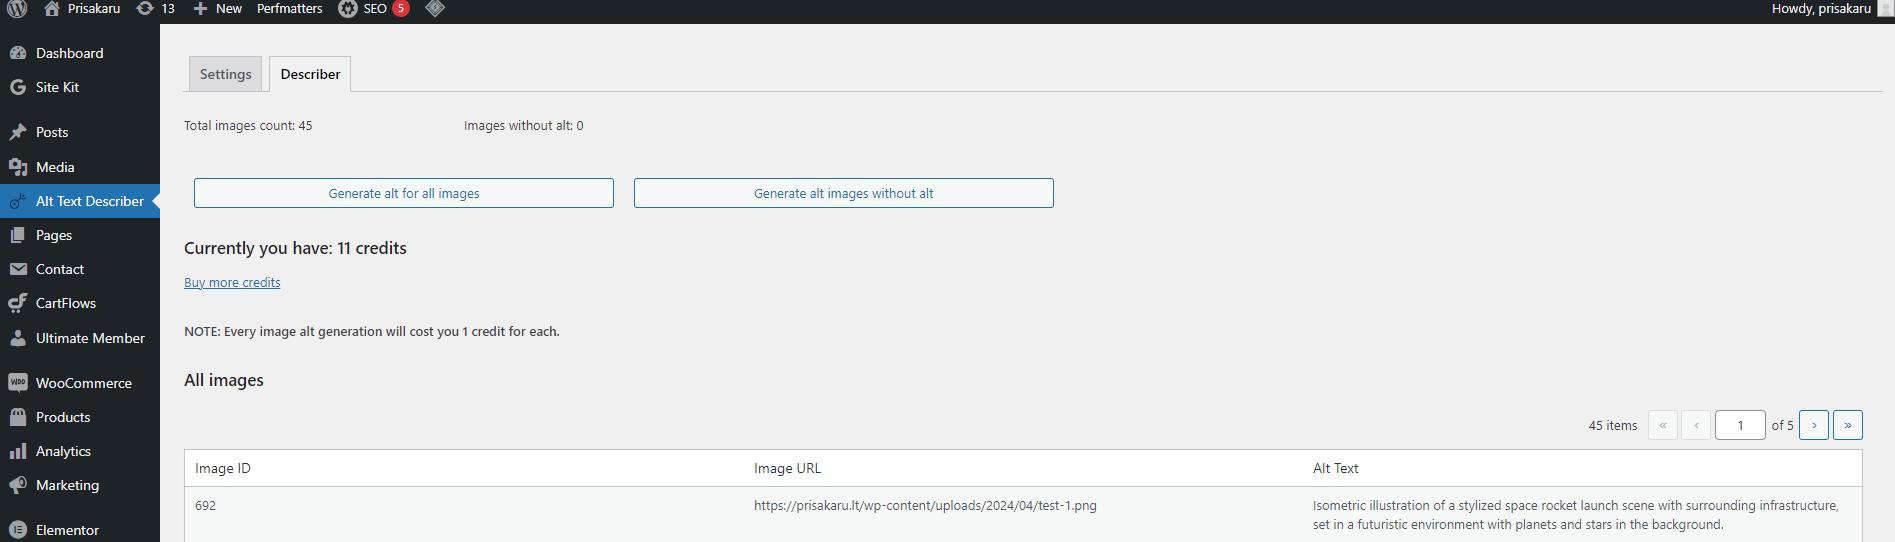 Prisakaru 13 New Perfmatters SEO 5 Howdy, prisakaru
Dashboard
Site Kit
Posts
Media
Alt Text Describer
Pages
Contact
CartFlows
Ultimate Member
WooCommerce
Products
Analytics
Marketing
Elementor
Settings Describer
Total images count: 45 Images without alt: 0
Generate alt for all images Generate alt images without alt
Currently you have: 11 credits
Buy more credits
NOTE: Every image alt generation will cost you 1 credit for each.
All images
45 items « ‹ 1 of 5 › »
Image ID Image URL Alt Text
692 https://prisakaru.lt/wp-content/uploads/2024/04/test-1.png Isometric illustration of a stylized space rocket launch scene with surrounding infrastructure,
set in a futuristic environment with planets and stars in the background.